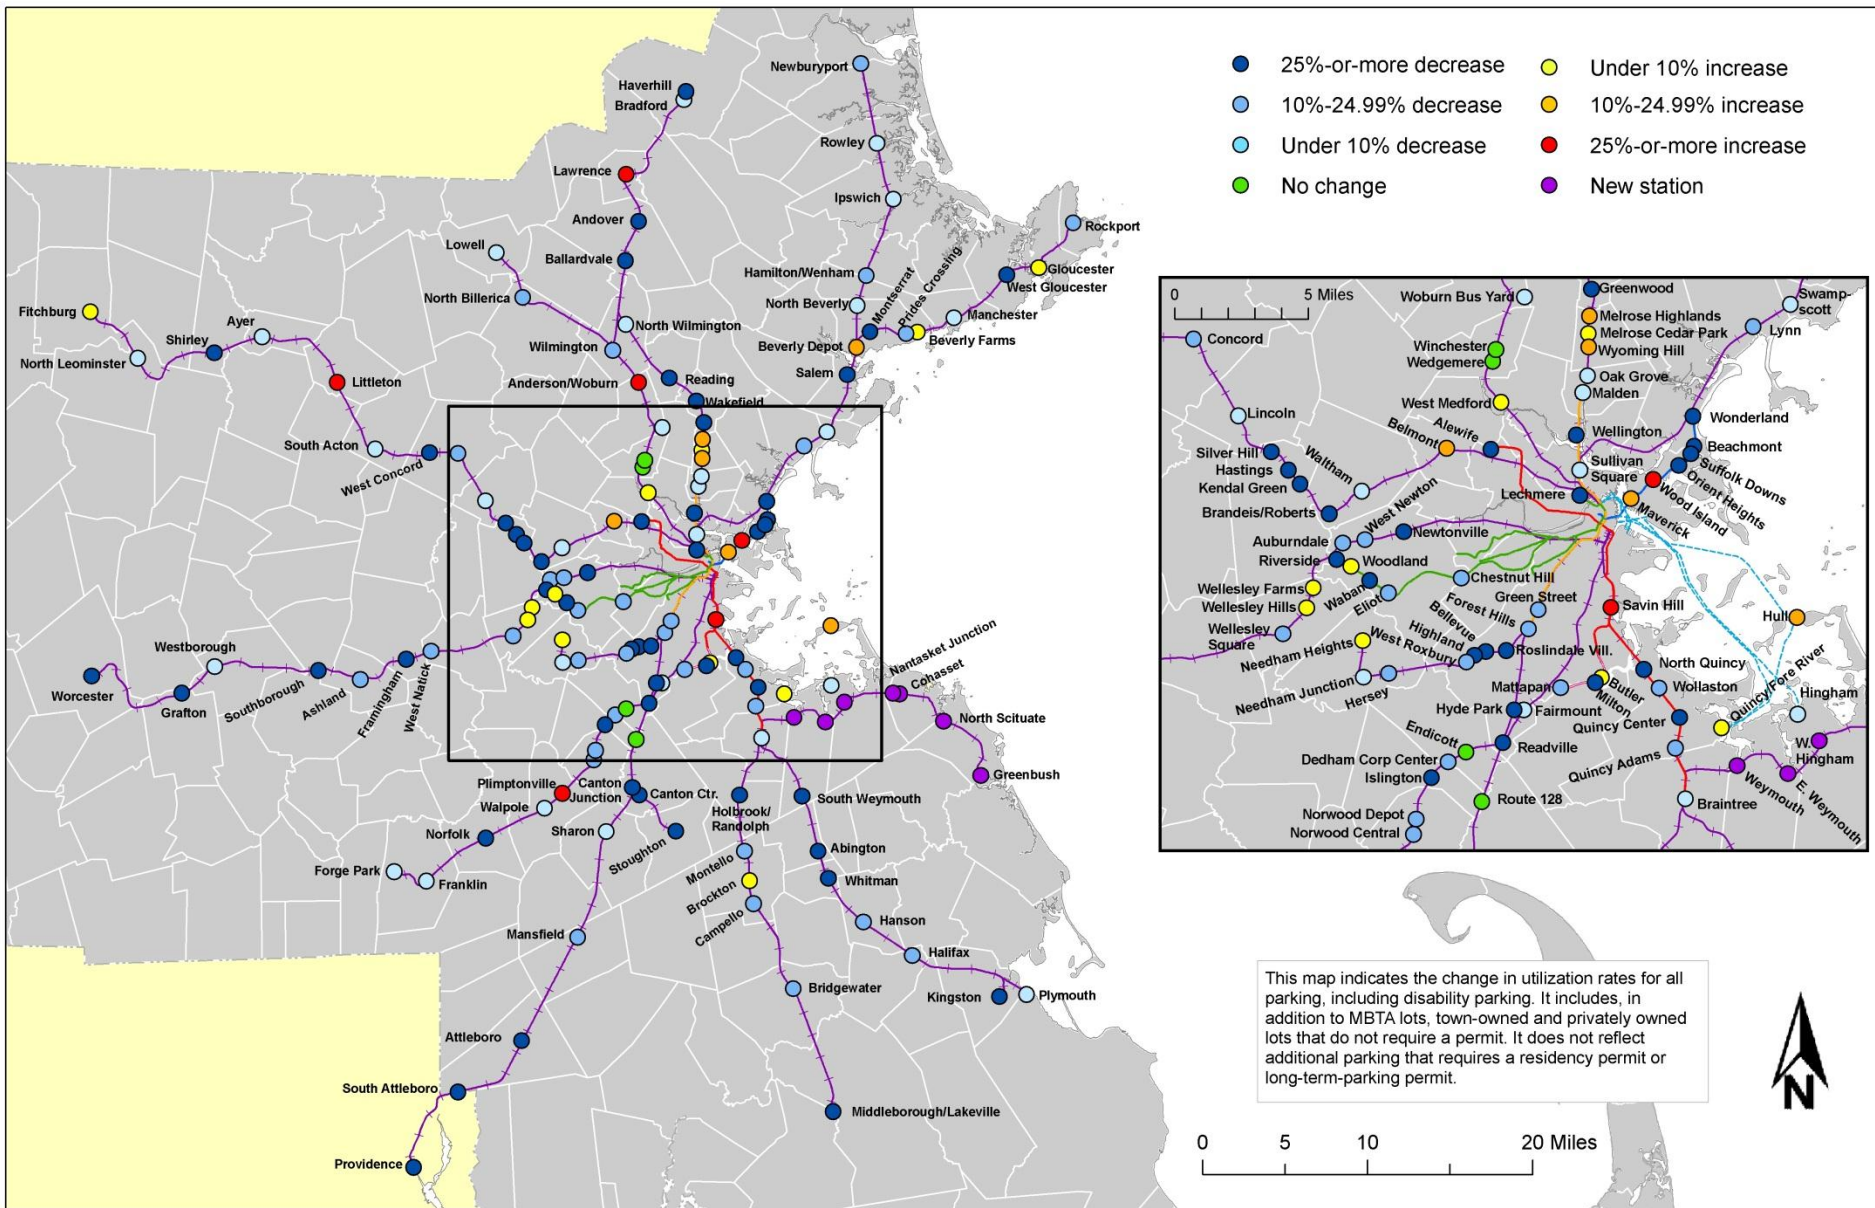 25%-or-more decrease
10%-24.99% decrease
Under 10% decrease
No change
Under 10% increase
10%-24.99% increase
25%-or-more increase
New station
Haverhill
Bradford
Lawrence
Andover
Ballardvale
Lowell
North Billerica
North Wilmington
Wilmington
Anderson/Woburn
Reading
Wakefield
Newburyport
Rowley
Ipswich
Hamilton/Wenham
North Beverly
Montserrat
Prides Crossing
Rockport
Gloucester
West Gloucester
Manchester
Beverly Farms
Beverly Depot
Salem
Fitchburg
North Leominster
Shirley
Ayer
Littleton
South Acton
West Concord
Worcester
Grafton
Westborough
Southborough
Ashland
Framingham
West Natick
Nantasket Junction
Cohasset
North Scituate
Greenbush
Plimptonville
Walpole
Norfolk
Forge Park
Franklin
Canton
Junction
Canton Ctr.
Sharon
Stoughton
Mansfield
Attleboro
South Attleboro
Providence
Holbrook/
Randolph
Montello
Brockton
Campello
Bridgewater
Middleborough/Lakeville
South Weymouth
Abington
Whitman
Hanson
Halifax
Kingston
Plymouth
0 5 Miles
Woburn Bus Yard
Greenwood
Melrose Highlands
Melrose Cedar Park
Wyoming Hill
Oak Grove
Malden
Swamp-
scott
Lynn
Concord
Winchester
Wedgemere
Lincoln
West Medford
Alewife
Belmont
Wellington
Wonderland
Beachmont
Suffolk Downs
Orient Heights
Wood Island
Maverick
Sullivan
Square
Lechmere
Silver Hill
Hastings
Kendal Green
Brandeis/Roberts
Waltham
West Newton
Auburndale
Newtonville
Riverside
Woodland
Waban
Eliot
Chestnut Hill
Wellesley Farms
Wellesley Hills
Wellesley
Square
Green Street
Forest Hills
Bellevue
Highland
West Roxbury
Roslindale Vill.
Needham Heights
Needham Junction
Hersey
Savin Hill
Hull
North Quincy
Wollaston
Butler
Milton
Mattapan
Hyde Park
Fairmount
Quincy Center
Quincy Adams
Quincy/Fore River
Hingham
W.
Hingham
E. Weymouth
Weymouth
Braintree
Endicott
Readville
Dedham Corp Center
Islington
Route 128
Norwood Depot
Norwood Central
This map indicates the change in utilization rates for all
parking, including disability parking. It includes, in
addition to MBTA lots, town-owned and privately owned
lots that do not require a permit. It does not reflect
additional parking that requires a residency permit or
long-term-parking permit.
N
0 5 10 20 Miles